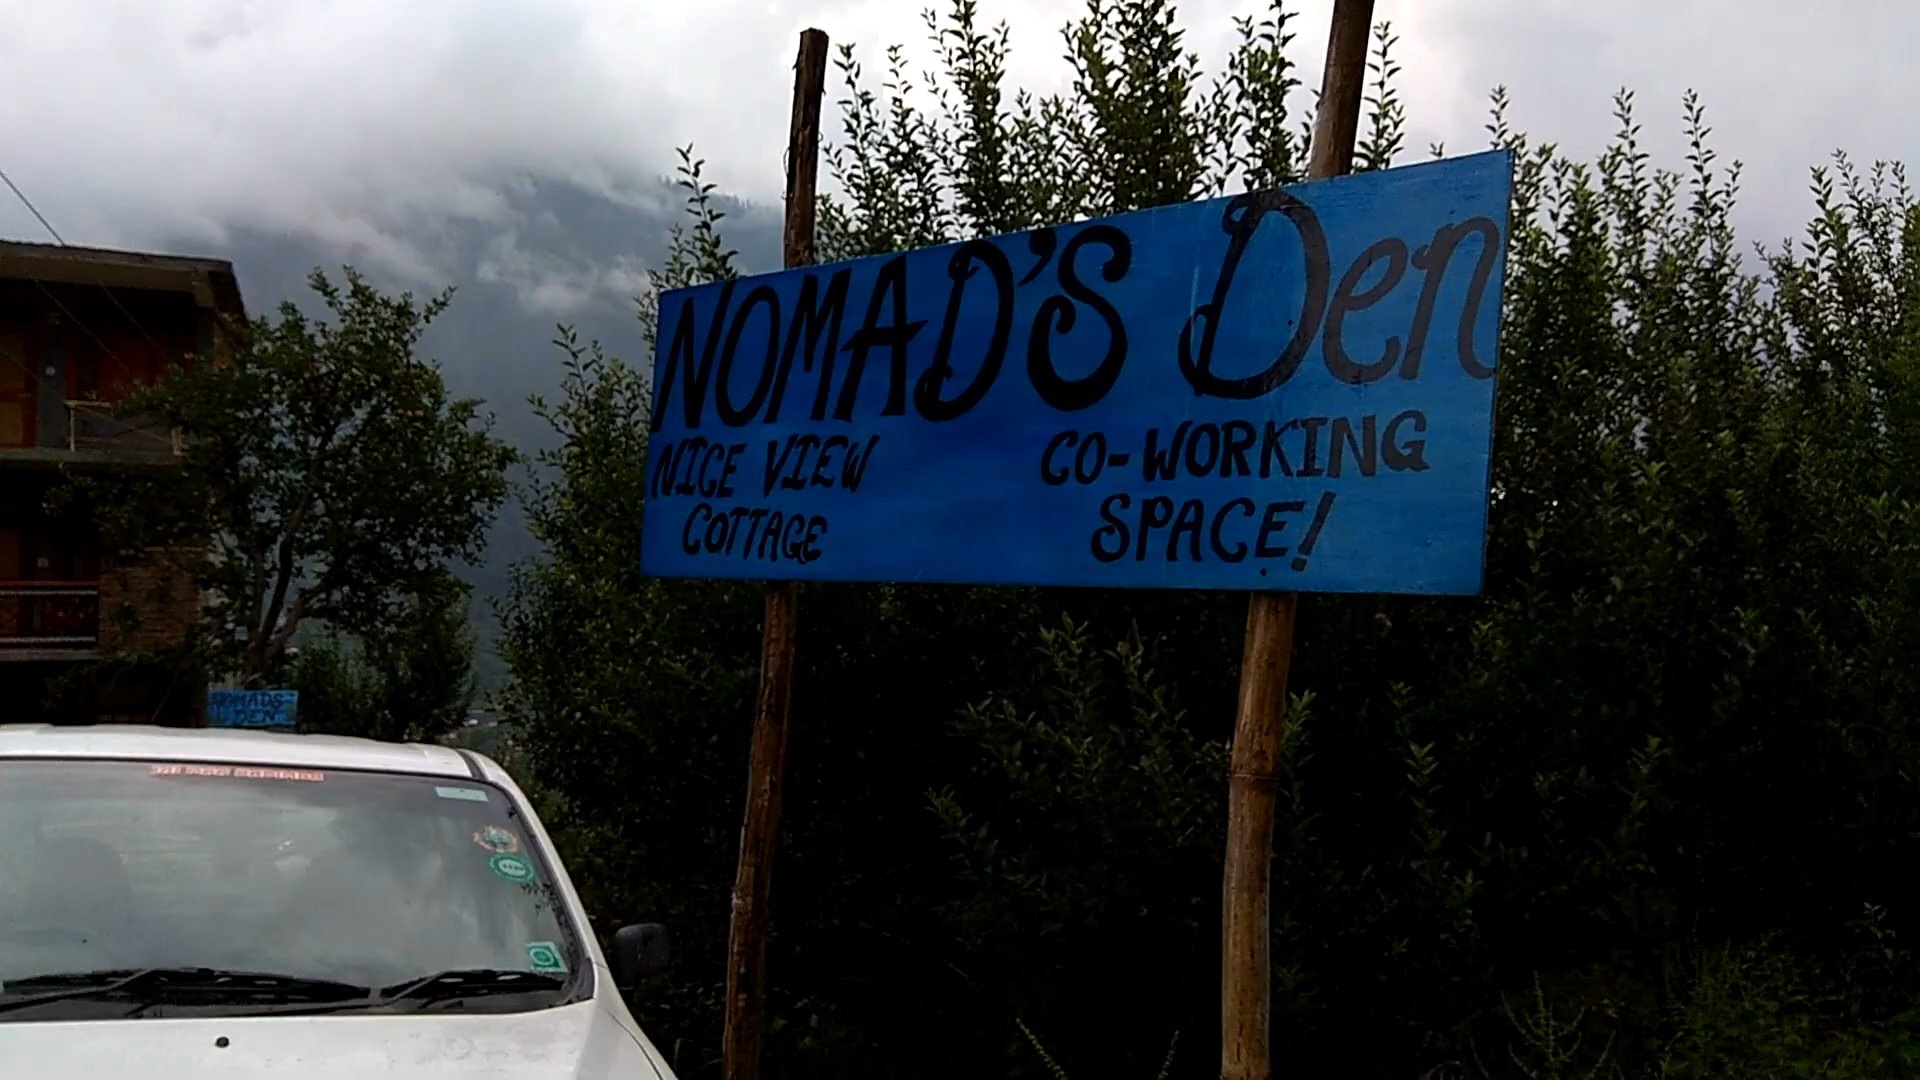 NOMAD'S Den
NICE VIEW
COTTAGE
CO-WORKING
SPACE!
NOMADS
DEN